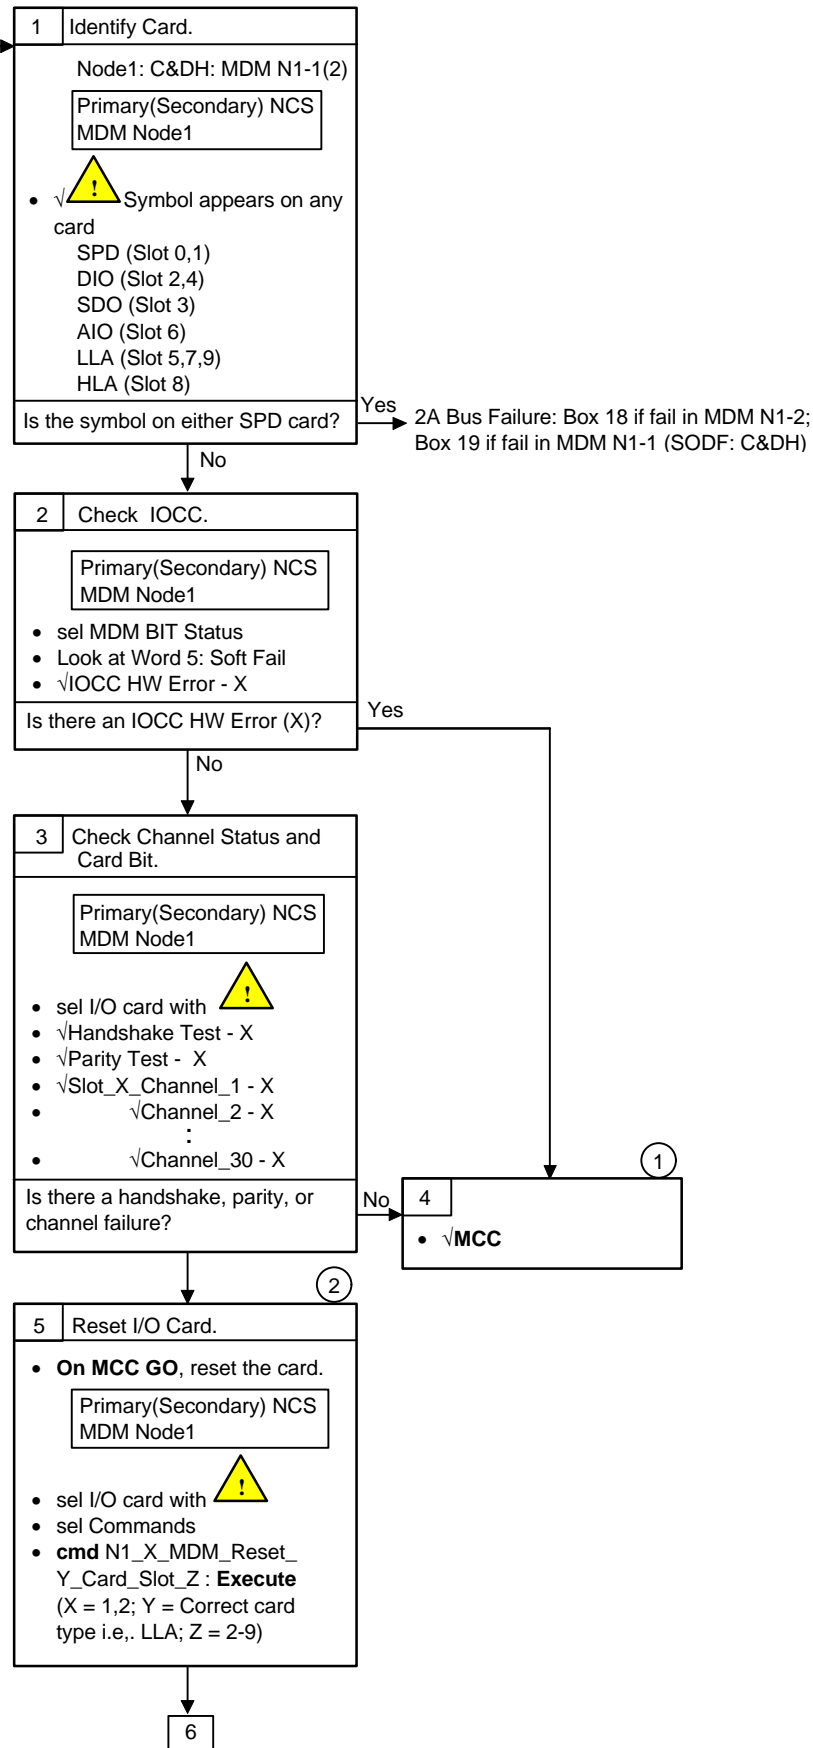 1 Identify Card.
Node1: C&DH: MDM N1-1(2)
Primary(Secondary) NCS
MDM Node1
• √ ! Symbol appears on any
card
SPD (Slot 0,1)
DIO (Slot 2,4)
SDO (Slot 3)
AIO (Slot 6)
LLA (Slot 5,7,9)
HLA (Slot 8)
Is the symbol on either SPD card?
Yes
2A Bus Failure: Box 18 if fail in MDM N1-2;
Box 19 if fail in MDM N1-1 (SODF: C&DH)
No
2 Check IOCC.
Primary(Secondary) NCS
MDM Node1
• sel MDM BIT Status
• Look at Word 5: Soft Fail
• √IOCC HW Error - X
Is there an IOCC HW Error (X)?
Yes
No
3 Check Channel Status and
Card Bit.
Primary(Secondary) NCS
MDM Node1
• sel I/O card with !
• √Handshake Test - X
• √Parity Test - X
• √Slot_X_Channel_1 - X
• √Channel_2 - X
:
• √Channel_30 - X
Is there a handshake, parity, or
channel failure?
No
1
4
• √MCC
2
5 Reset I/O Card.
• On MCC GO, reset the card.
Primary(Secondary) NCS
MDM Node1
• sel I/O card with !
• sel Commands
• cmd N1_X_MDM_Reset_
Y_Card_Slot_Z : Execute
(X = 1,2; Y = Correct card
type i.e,. LLA; Z = 2-9)
6